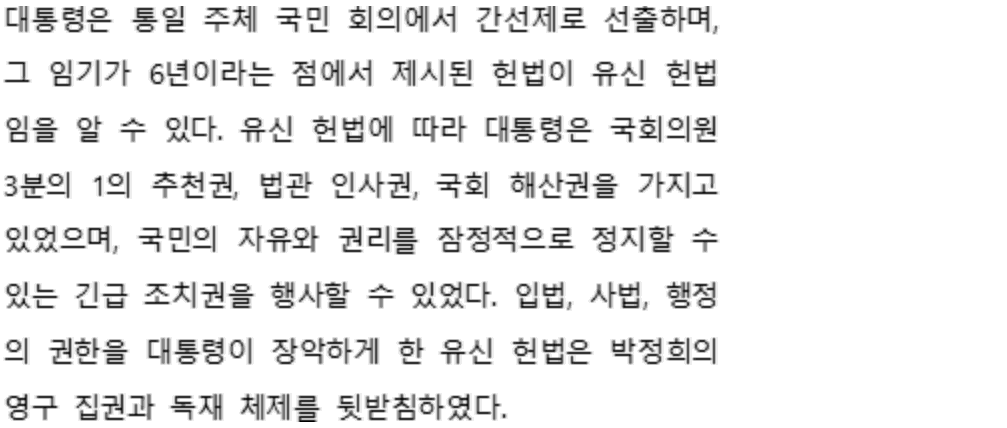 대통령은 통일 주체 국민 회의에서 간선제로 선출하며,
그 임기가 6년이라는 점에서 제시된 헌법이 유신 헌법
임을 알 수 있다. 유신 헌법에 따라 대통령은 국회의원
3분의 1의 추천권, 법관 인사권, 국회 해산권을 가지고
있었으며, 국민의 자유와 권리를 잠정적으로 정지할 수
있는 긴급 조치권을 행사할 수 있었다. 입법, 사법, 행정
의 권한을 대통령이 장악하게 한 유신 헌법은 박정희의
영구 집권과 독재 체제를 뒷받침하였다.